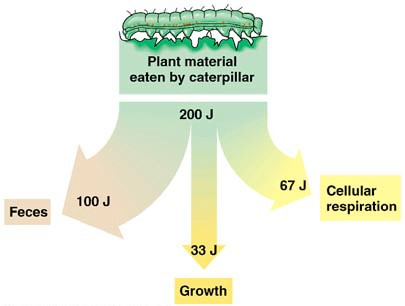 Plant material
eaten by caterpillar
200 J
100 J
67 J
33 J
Feces
Cellular
respiration
Growth